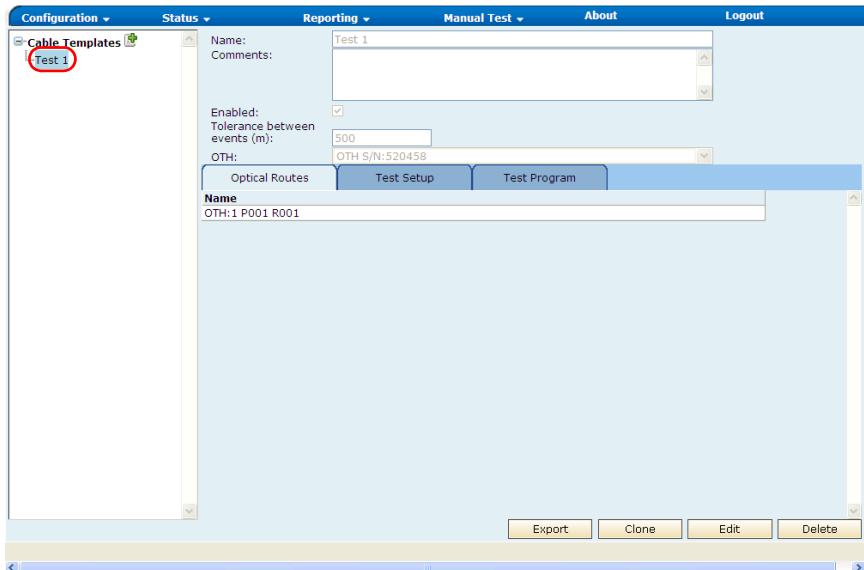 Configuration Status Reporting Manual Test About Logout
Cable Templates
Test 1
Name: Test 1
Comments:
Enabled:
Tolerance between
events (m): 500
OTH: OTH S/N:520458
Optical Routes Test Setup Test Program
Name
OTH:1 P001 R001
Export Clone Edit Delete